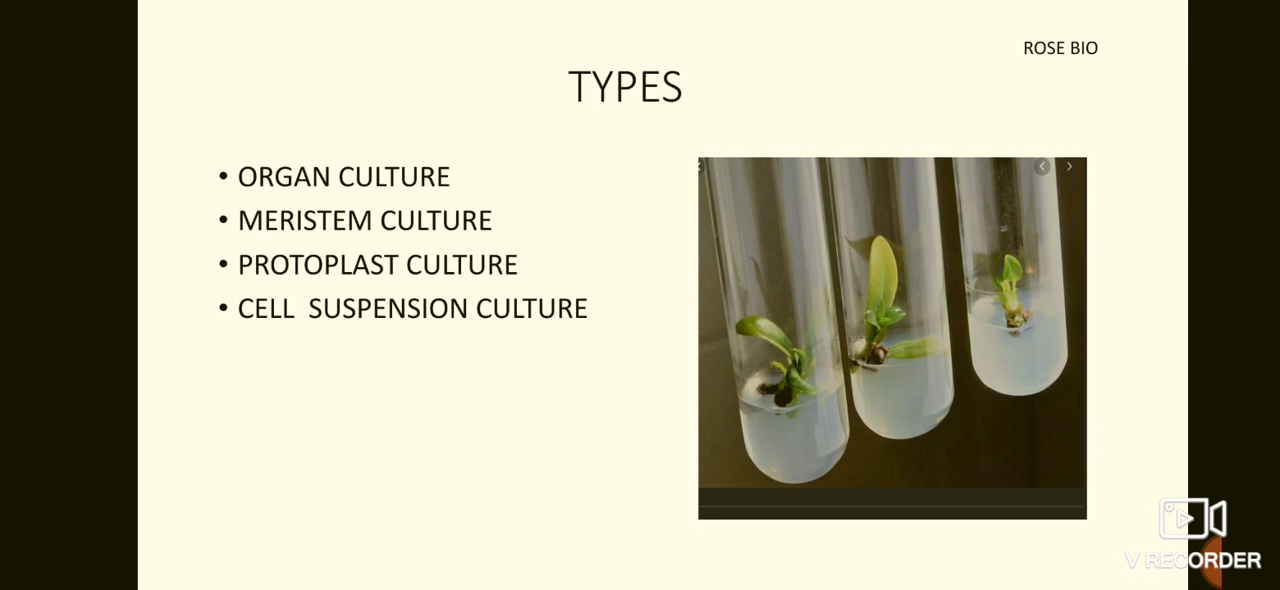 ROSE BIO
TYPES
• ORGAN CULTURE
• MERISTEM CULTURE
• PROTOPLAST CULTURE
• CELL  SUSPENSION CULTURE
V RECORDER